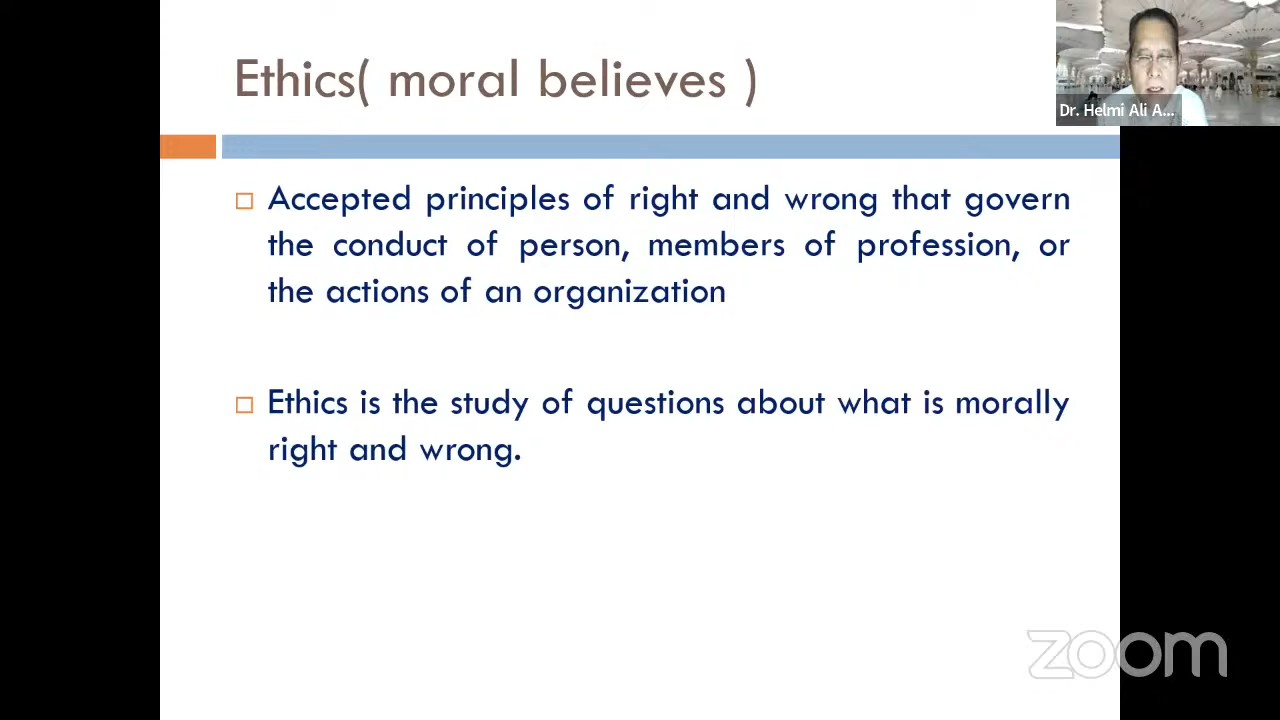 Ethics( moral believes )
Dr. Helmi Ali A...
Accepted principles of right and wrong that govern
the conduct of person, members of profession, or
the actions of an organization
Ethics is the study of questions about what is morally
right and wrong.
zoom